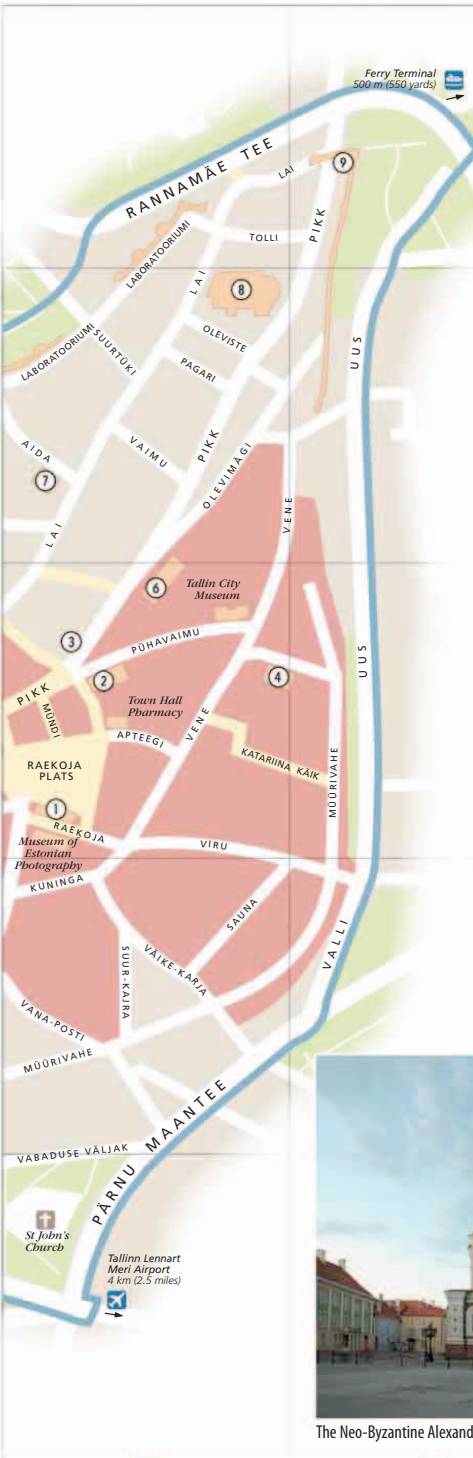 Ferry Terminal
500 m (550 yards)
RANNAMÄE TEE
LAI
9
PIKK
TOLLI
LABORATOORIUMI
LAI
8
LABORATOORIUMI
SUURTÜKI
OLEVISTE
PAGARI
UUS
AIDA
VAIMU
PIKK
OLEVIMÄGI
7
LAI
VENE
6
Tallin City
Museum
3
PÜHAVAIMU
UUS
2
4
PIKK
MÜNDI
Town Hall
Pharmacy
VENE
APTEEGI
KATARIINA KÄIK
MÜÜRIVAHE
RAEKOJA
PLATS
1
RAEKOJA
Museum of
Estonian
Photography
VIRU
KUNINGA
SAUNA
VALLI
SUUR-KAJRA
VÄIKE-KARJA
VANA-POSTI
MÜÜRIVAHE
PÄRNU MAANTEE
VABADUSE VÄLJAK
St John's
Church
Tallinn Lennart
Meri Airport
4 km (2.5 miles)
The Neo-Byzantine Alexand